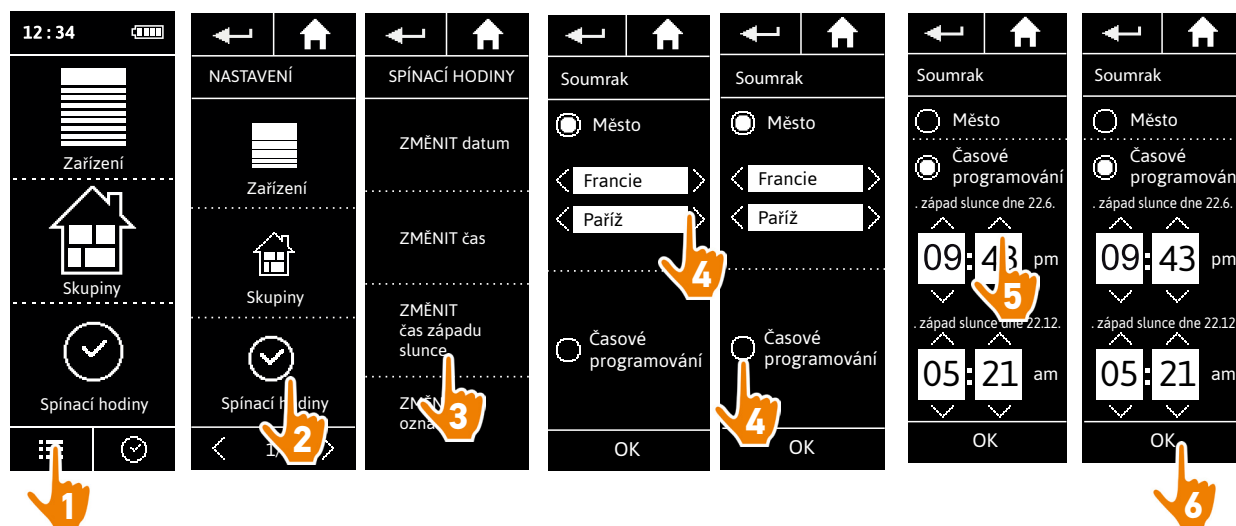 12:34
Zařízení
Skupiny
Spínací hodiny
1
NASTAVENÍ
Zařízení
Skupiny
Spínací hodiny
2
SPÍNACÍ HODINY
ZMĚNIT datum
ZMĚNIT čas
ZMĚNIT
čas západu
slunce
3
Soumrak
Město
Francie
Paříž
4
Časové
programování
OK
Soumrak
Město
Francie
Paříž
Časové
programování
4
OK
Soumrak
Město
Časové
programování
. západ slunce dne 22.6.
09:43 pm
5
. západ slunce dne 22.12.
05:21 am
OK
Soumrak
Město
Časové
programován
. západ slunce dne 22.6.
09:43 pm
. západ slunce dne 22.12
05:21 am
OK
6